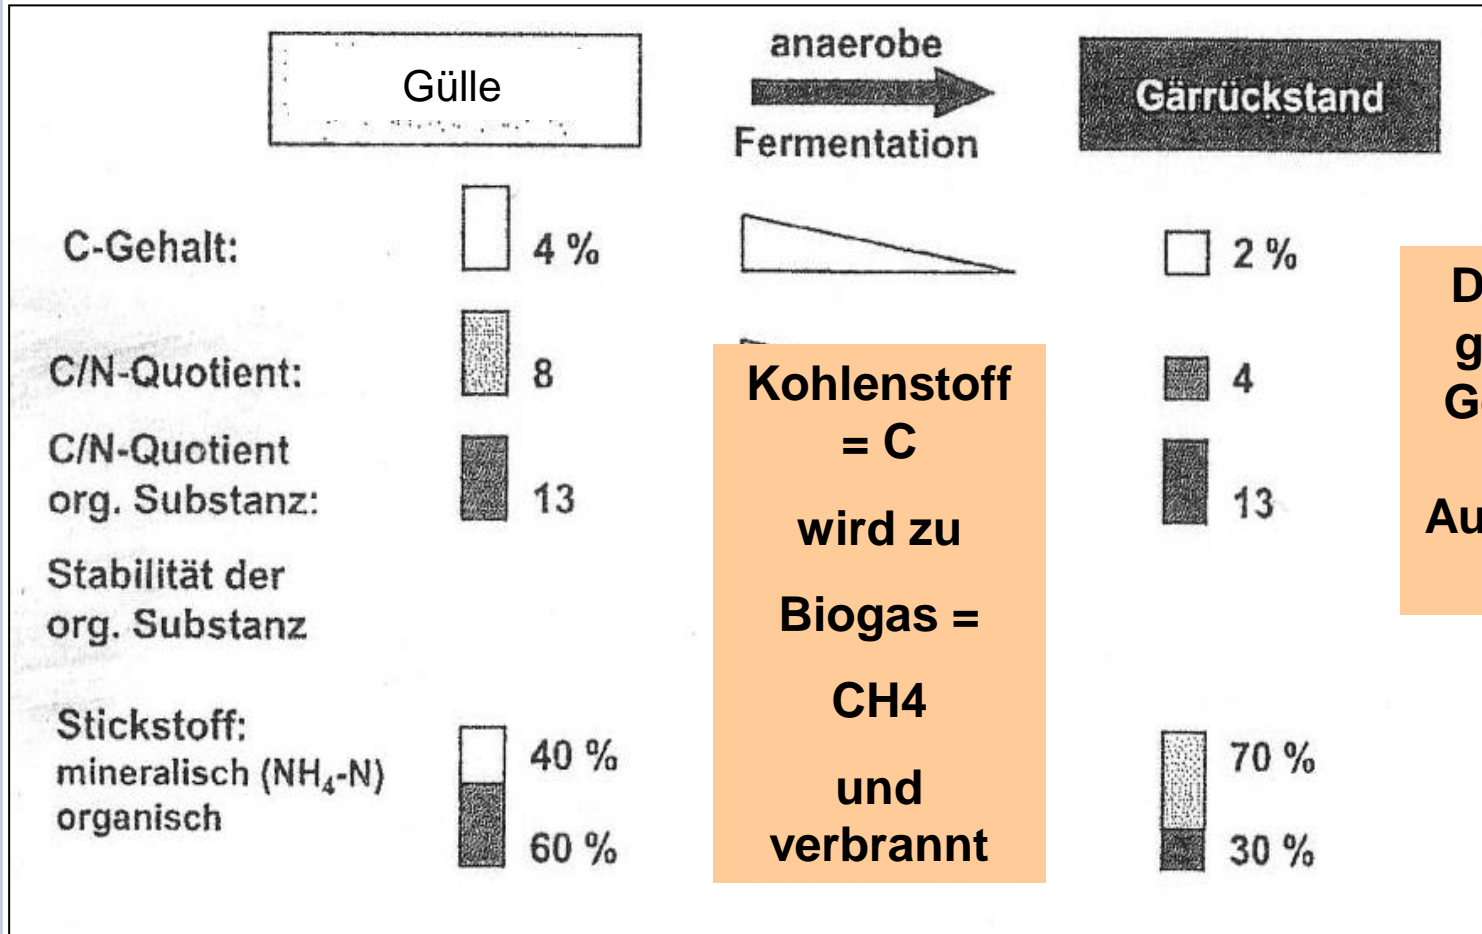 Gülle
anaerobe
Fermentation
Gärrückstand
C-Gehalt:
4 %
2 %
C/N-Quotient:
8
4
C/N-Quotient
org. Substanz:
13
13
Stabilität der
org. Substanz
Stickstoff:
mineralisch (NH₄-N)
organisch
40 %
60 %
70 %
30 %
Kohlenstoff
= C
wird zu
Biogas =
CH4
und
verbrannt